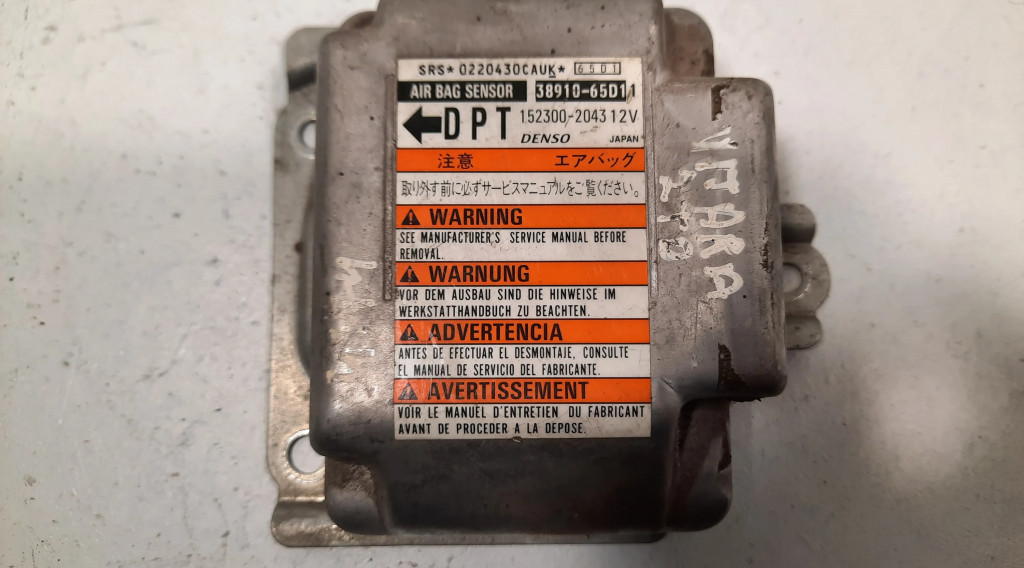 SRS* 0220430CAUK* 65D1
AIR BAG SENSOR 38910-65D11
DPT 152300-2043 12V
DENSO JAPAN
注意 エアバッグ
取り外す前に必ずサービスマニュアルをご覧ください。
WARNING
SEE MANUFACTURER'S SERVICE MANUAL BEFORE
REMOVAL.
WARNUNG
VOR DEM AUSBAU SIND DIE HINWEISE IM
WERKSTATTHANDBUCH ZU BEACHTEN.
ADVERTENCIA
ANTES DE EFECTUAR EL DESMONTAJE, CONSULTE
EL MANUAL DE SERVICIO DEL FABRICANTE.
AVERTISSEMENT
VOIR LE MANUEL D'ENTRETIEN DU FABRICANT
AVANT DE PROCEDER A LA DEPOSE.